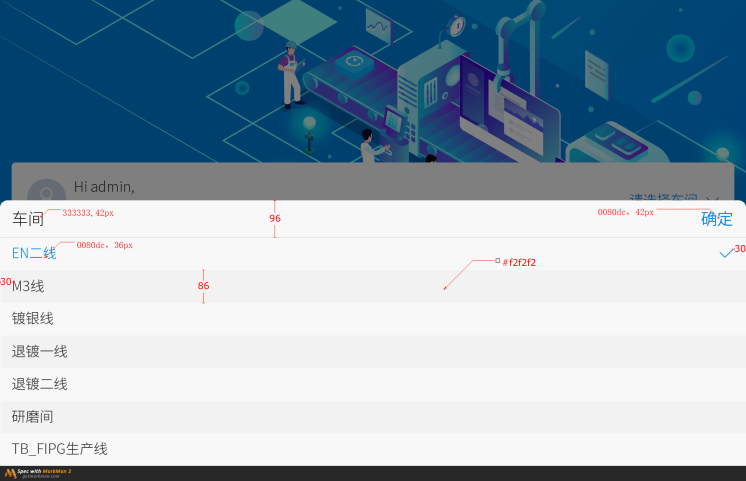 Hi admin,
请选择车间
车间
333333,42px
96
0080dc, 42px
确定
EN二线
0080dc, 36px
30
#f2f2f2
30
M3线
86
镀银线
退镀一线
退镀二线
研磨间
TB_FIPG生产线
Spec with MarkMan 2
getmarkman.com